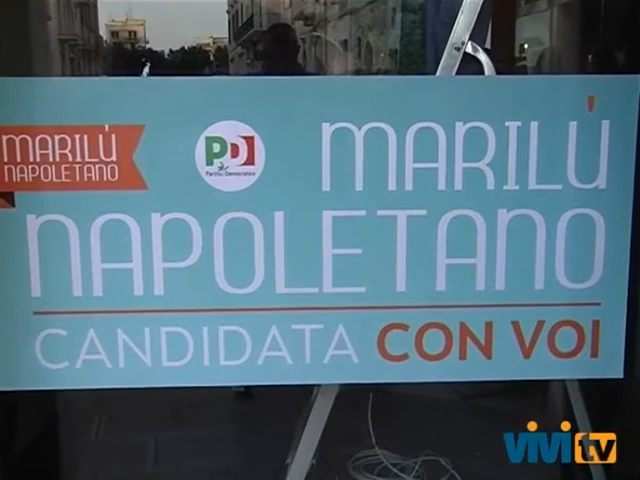 MARILÙ
NAPOLETANO
PD
Partito Democratico
MARILÙ
NAPOLETANO
CANDIDATA CON VOI
VIVI tv